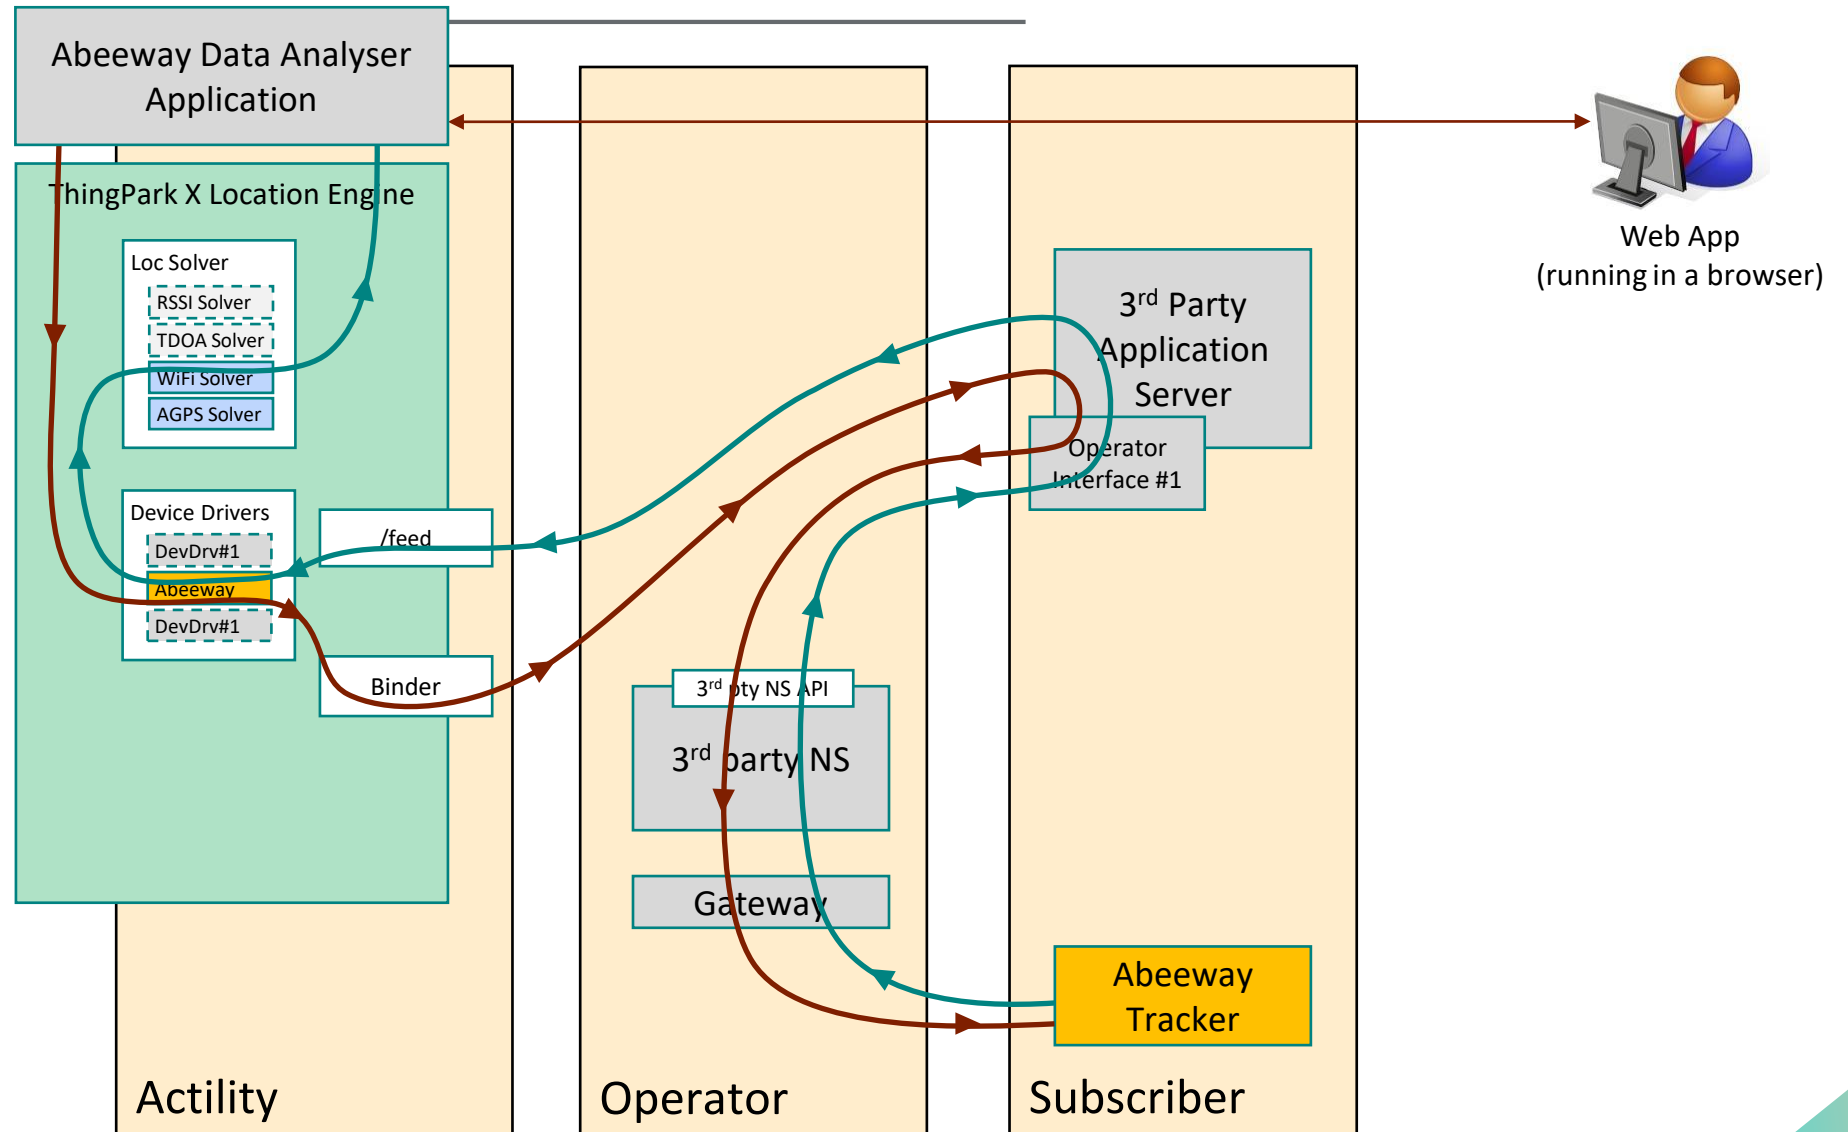 Abeeway Data Analyser
Application
ThingPark X Location Engine
Loc Solver
RSSI Solver
TDOA Solver
WiFi Solver
AGPS Solver
Device Drivers
DevDrv#1
Abeeway
DevDrv#1
/feed
Binder
Actility
3rd pty NS API
3rd party NS
Gateway
Operator
3rd Party
Application
Server
Operator
Interface #1
Abeeway
Tracker
Subscriber
Web App
(running in a browser)